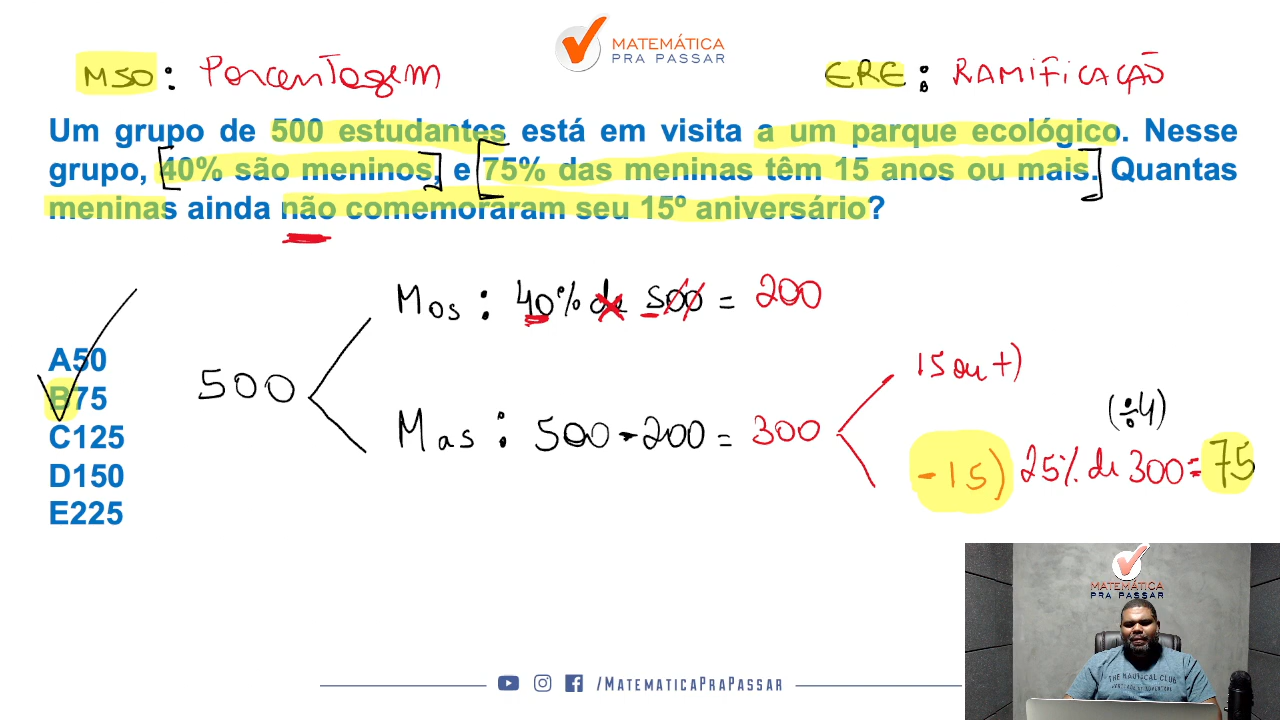 MATEMÁTICA
PRA PASSAR
MSO: Porcentagem
ERE: RAMIFICAÇÃO
Um grupo de 500 estudantes está em visita a um parque ecológico. Nesse
grupo, [40% são meninos,] e [75% das meninas têm 15 anos ou mais.] Quantas
meninas ainda não comemoraram seu 15º aniversário?
Mos: 40% de 500 = 200
15 ou +)
A50
500
B75
(÷4)
Mas: 500-200 = 300
C125
-15) 25% de 300 = 75
D150
E225
MATEMÁTICA
PRA PASSAR
THE NAUTICAL CLUB
/MATEMATICAPRAPASSAR